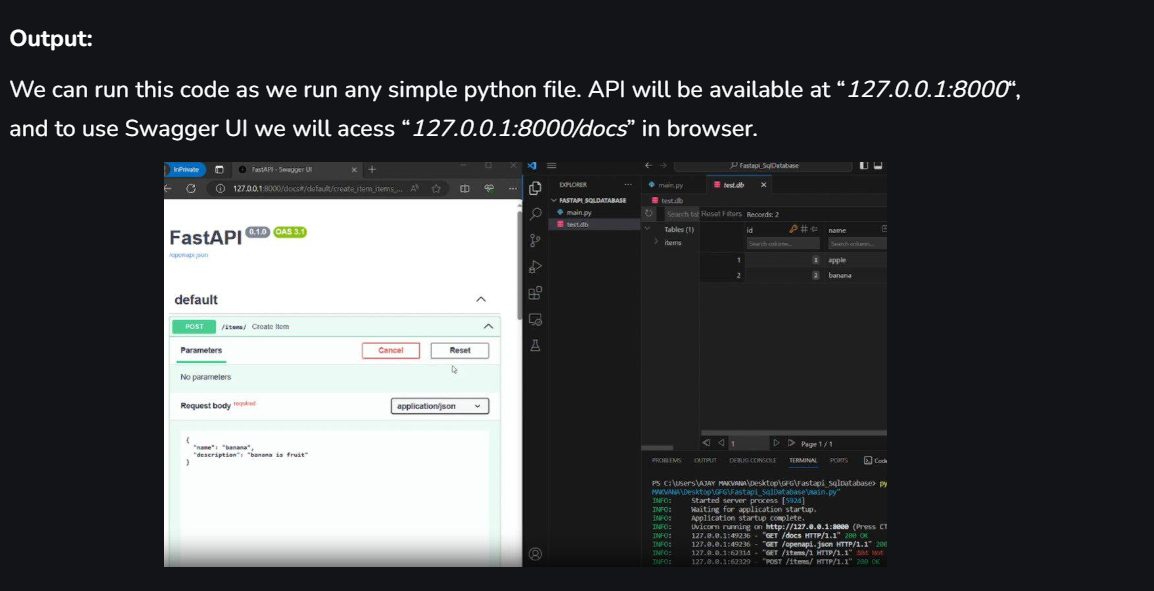 Output:
We can run this code as we run any simple python file. API will be available at “127.0.0.1:8000“,
and to use Swagger UI we will acess “127.0.0.1:8000/docs” in browser.
InPrivate
FastAPI - Swagger UI
127.0.0.1:8000/docs#/default/create_item_items_...
FastAPI 0.1.0 OAS 3.1
/openapi.json
default
POST /items/ Create Item
Parameters
Cancel
Reset
No parameters
Request body required
application/json
{
"name": "banana",
"description": "banana is fruit"
}
Fastapi_SqlDatabase
EXPLORER
FASTAPI_SQLDATABASE
main.py
test.db
main.py
test.db
test.db
Search Reset Filters Records: 2
Tables (1)
items
id
name
Search column...
Search column...
1 1 apple
2 2 banana
1 Page 1 / 1
PROBLEMS OUTPUT DEBUG CONSOLE TERMINAL PORTS Code
PS C:\Users\AJAY MAKVANA\Desktop\GFG\Fastapi_SqlDatabase> py
MAKVANA\Desktop\GFG\Fastapi_SqlDatabase\main.py"
INFO: Started server process [5924]
INFO: Waiting for application startup.
INFO: Application startup complete.
INFO: Uvicorn running on http://127.0.0.1:8000 (Press CT
INFO: 127.0.0.1:49236 - "GET /docs HTTP/1.1" 200 OK
INFO: 127.0.0.1:49236 - "GET /openapi.json HTTP/1.1" 200
INFO: 127.0.0.1:62314 - "GET /items/1 HTTP/1.1" 404 Not
INFO: 127.0.0.1:62329 - "POST /items/ HTTP/1.1" 200 OK